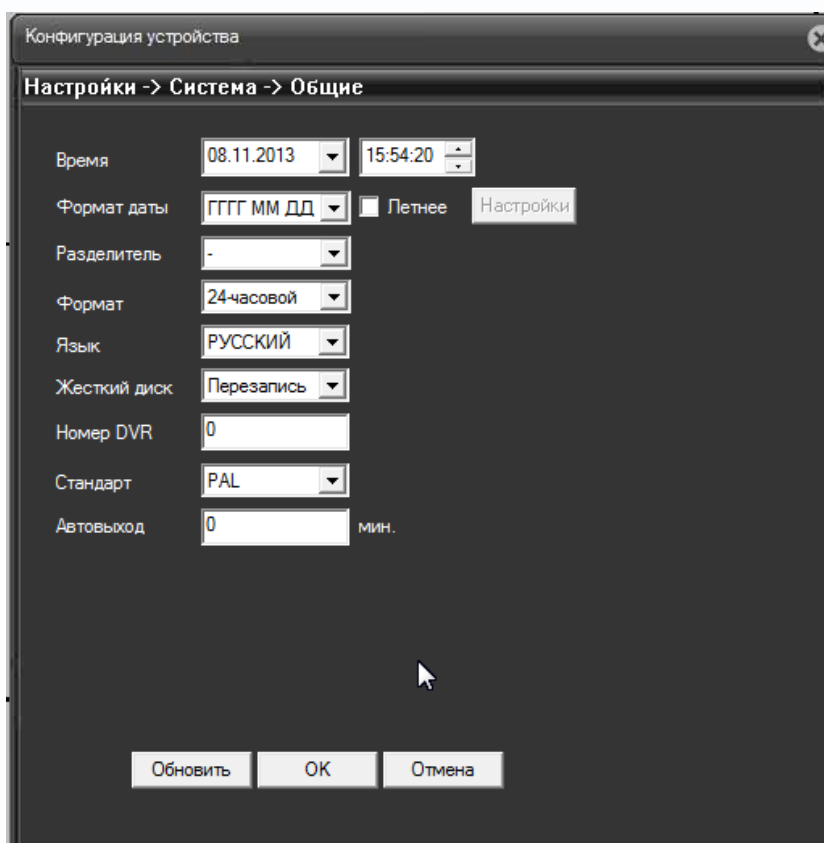 Конфигурация устройства
Настройки -> Система -> Общие
Время 08.11.2013 15:54:20
Формат даты ГГГГ ММ ДД Летнее Настройки
Разделитель -
Формат 24-часовой
Язык РУССКИЙ
Жесткий диск Перезапись
Номер DVR 0
Стандарт PAL
Автовыход 0 мин.
Обновить OK Отмена